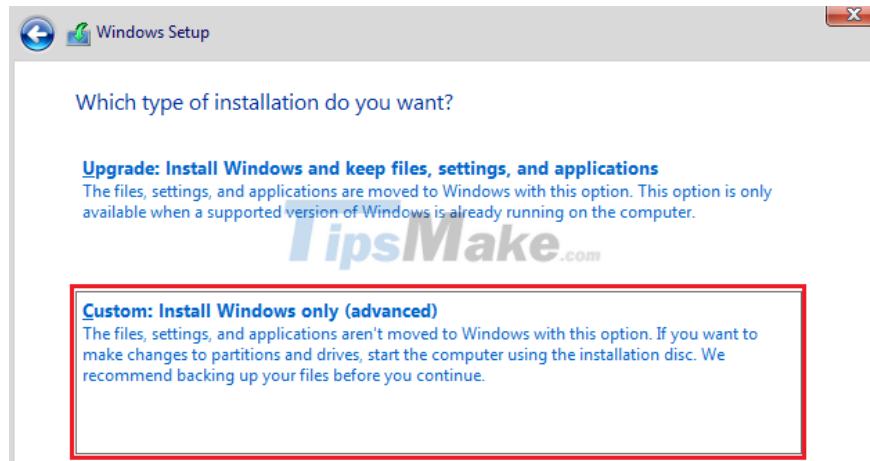 Windows Setup
Which type of installation do you want?
Upgrade: Install Windows and keep files, settings, and applications
The files, settings, and applications are moved to Windows with this option. This option is only
available when a supported version of Windows is already running on the computer.
TipsMake.com
Custom: Install Windows only (advanced)
The files, settings, and applications aren't moved to Windows with this option. If you want to
make changes to partitions and drives, start the computer using the installation disc. We
recommend backing up your files before you continue.